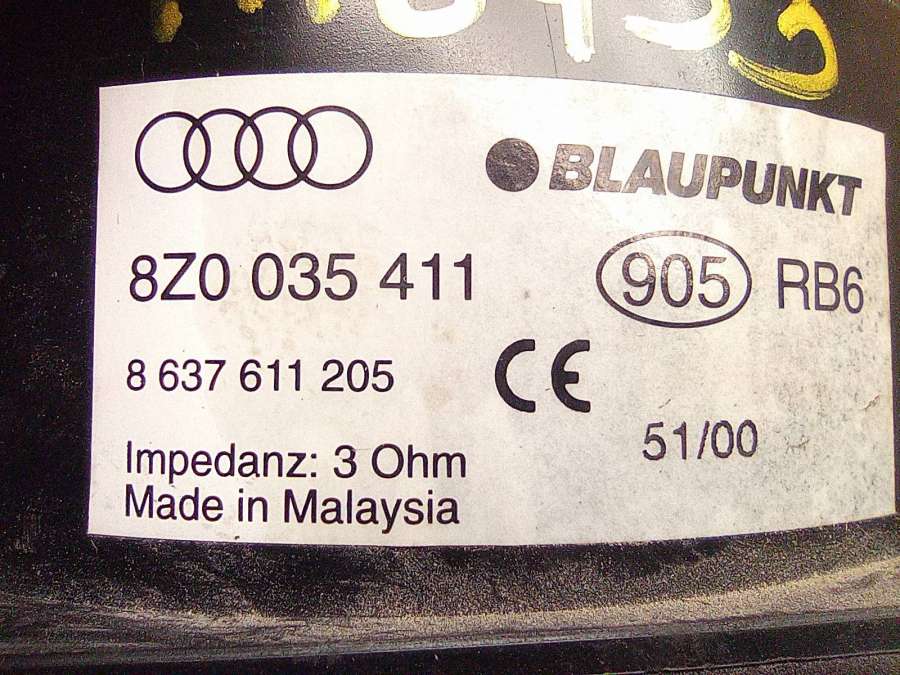 BLAUPUNKT
8Z0 035 411 905 RB6
8 637 611 205 CE
51/00
Impedanz: 3 Ohm
Made in Malaysia